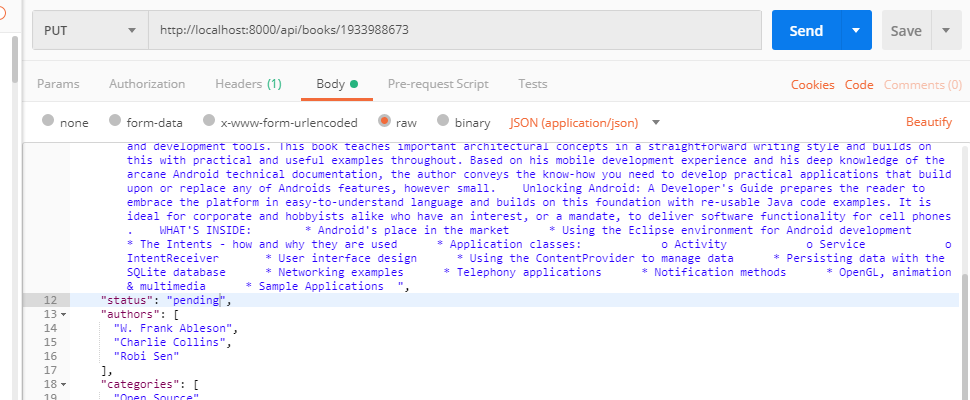 PUT http://localhost:8000/api/books/1933988673 Send Save
Params Authorization Headers (1) Body Pre-request Script Tests Cookies Code Comments (0)
none form-data x-www-form-urlencoded raw binary JSON (application/json) Beautify
and development tools. This book teaches important architectural concepts in a straightforward writing style and builds on
this with practical and useful examples throughout. Based on his mobile development experience and his deep knowledge of the
arcane Android technical documentation, the author conveys the know-how you need to develop practical applications that build
upon or replace any of Androids features, however small.    Unlocking Android: A Developer's Guide prepares the reader to
embrace the platform in easy-to-understand language and builds on this foundation with re-usable Java code examples. It is
ideal for corporate and hobbyists alike who have an interest, or a mandate, to deliver software functionality for cell phones
.    WHAT'S INSIDE:        * Android's place in the market      * Using the Eclipse environment for Android development
* The Intents - how and why they are used      * Application classes:            o Activity            o Service            o
IntentReceiver       * User interface design      * Using the ContentProvider to manage data      * Persisting data with the
SQLite database      * Networking examples      * Telephony applications      * Notification methods      * OpenGL, animation
& multimedia      * Sample Applications  ",
12 "status": "pending",
13 "authors": [
14 "W. Frank Ableson",
15 "Charlie Collins",
16 "Robi Sen"
17 ],
18 "categories": [
19 "Open Source"